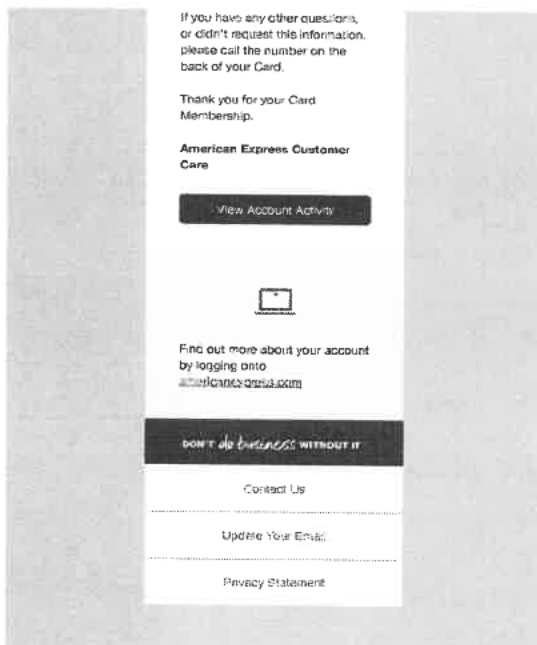 If you have any other questions,
or didn't request this information,
please call the number on the
back of your Card.
Thank you for your Card
Membership.
American Express Customer
Care
View Account Activity
Find out more about your account
by logging onto
americanexpress.com
DON'T do business WITHOUT IT
Contact Us
Update Your Email
Privacy Statement